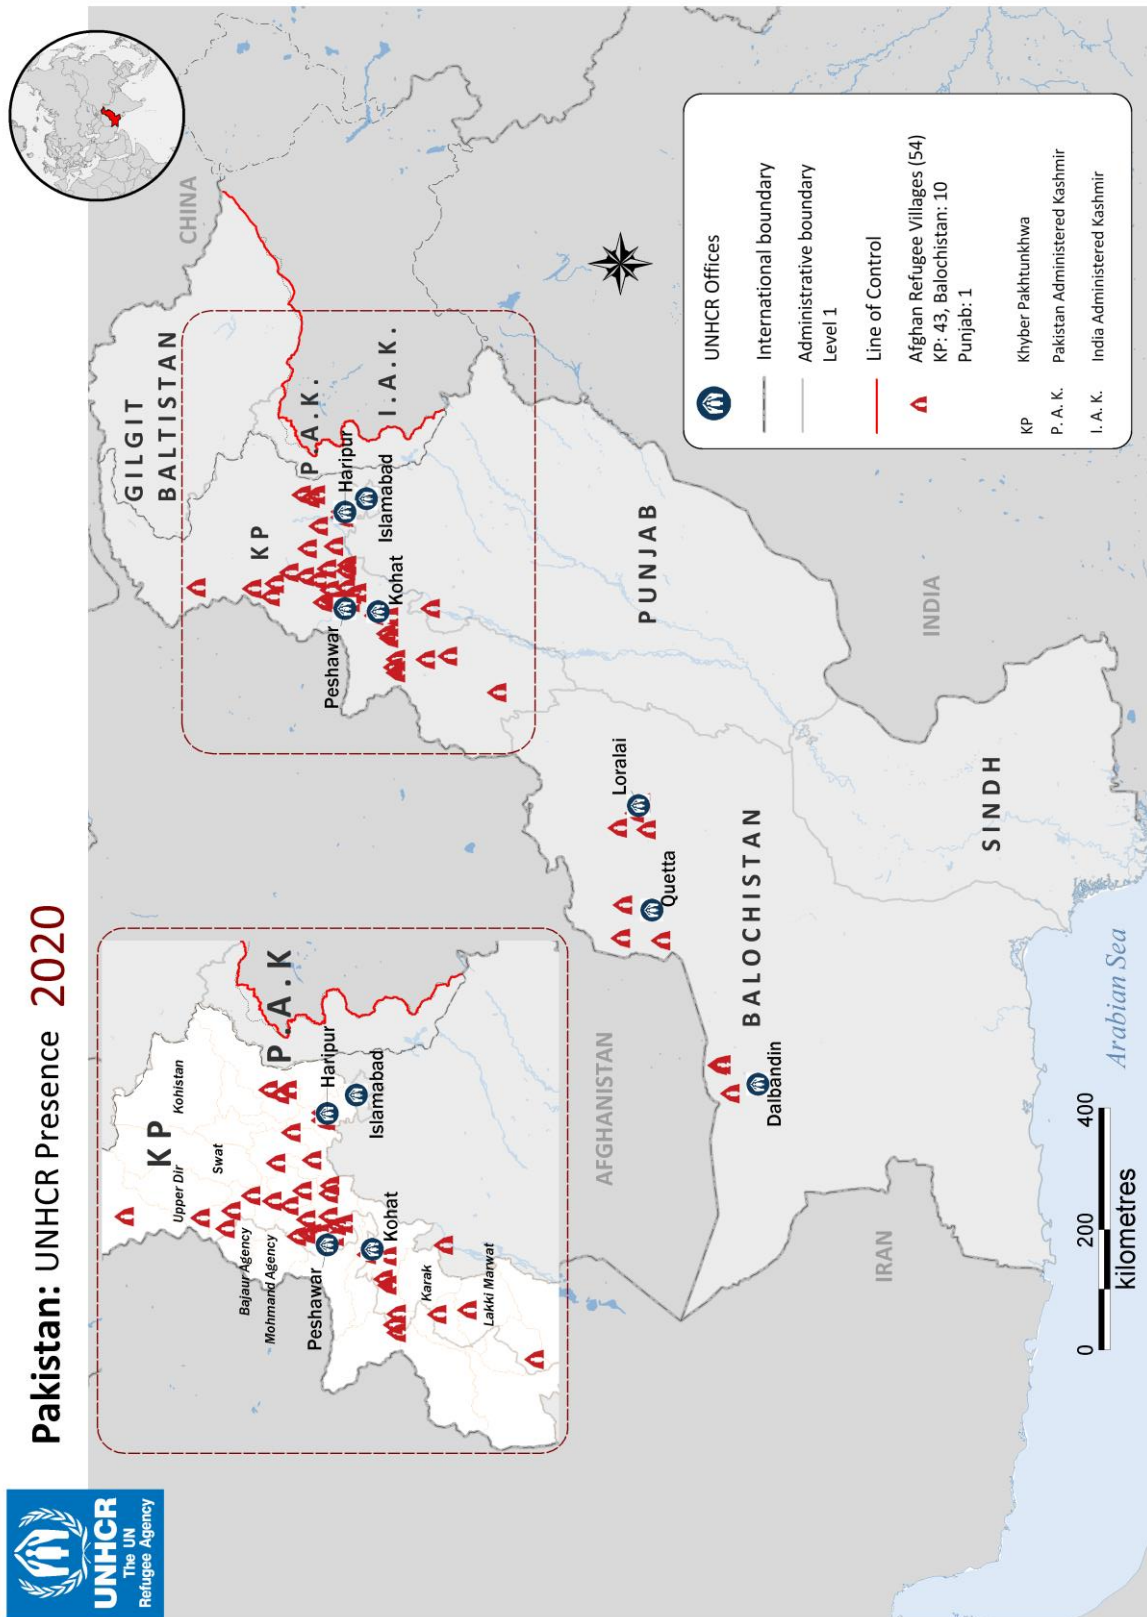 UNHCR
The UN
Refugee Agency
Pakistan: UNHCR Presence 2020
KP
Kohistan
Upper Dir
Swat
Bajaur Agency
Mohmand Agency
P.A.K
Haripur
Islamabad
Peshawar
Kohat
Karak
Lakki Marwat
CHINA
GILGIT
BALTISTAN
KP
P.A.K.
I.A.K.
Haripur
Islamabad
Peshawar
Kohat
PUNJAB
INDIA
AFGHANISTAN
Loralai
Quetta
BALOCHISTAN
Dalbandin
SINDH
IRAN
Arabian Sea
0 200 400
kilometres
UNHCR Offices
International boundary
Administrative boundary
Level 1
Line of Control
Afghan Refugee Villages (54)
KP: 43, Balochistan: 10
Punjab: 1
KP Khyber Pakhtunkhwa
P. A. K. Pakistan Administered Kashmir
I. A. K. India Administered Kashmir